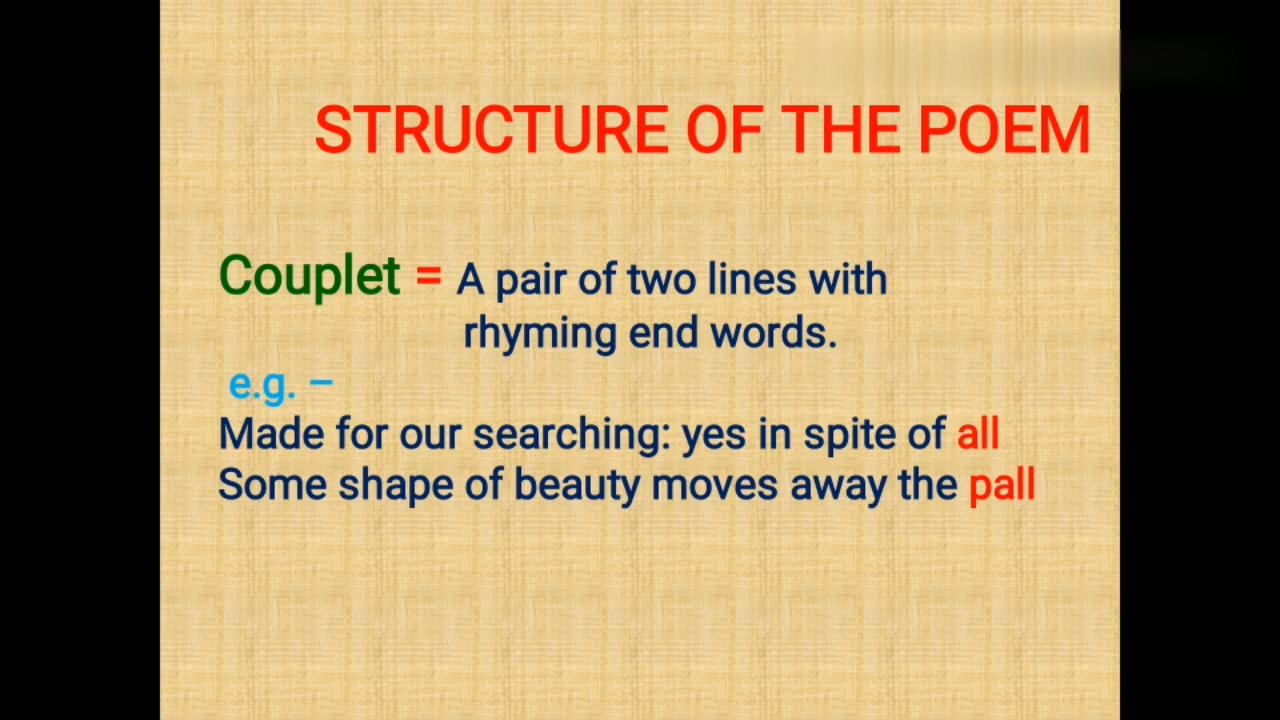 STRUCTURE OF THE POEM
Couplet = A pair of two lines with
rhyming end words.
e.g. –
Made for our searching: yes in spite of all
Some shape of beauty moves away the pall